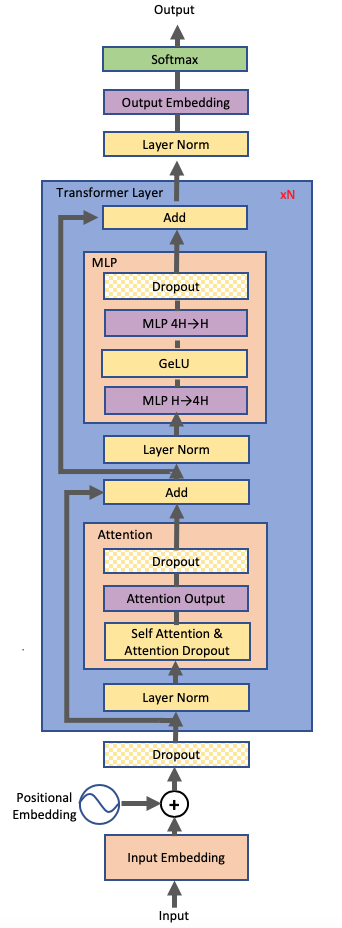 Output
Softmax
Output Embedding
Layer Norm
Transformer Layer
xN
Add
MLP
Dropout
MLP 4H→H
GeLU
MLP H→4H
Layer Norm
Add
Attention
Dropout
Attention Output
Self Attention &
Attention Dropout
Layer Norm
Dropout
Positional
Embedding
+
Input Embedding
Input